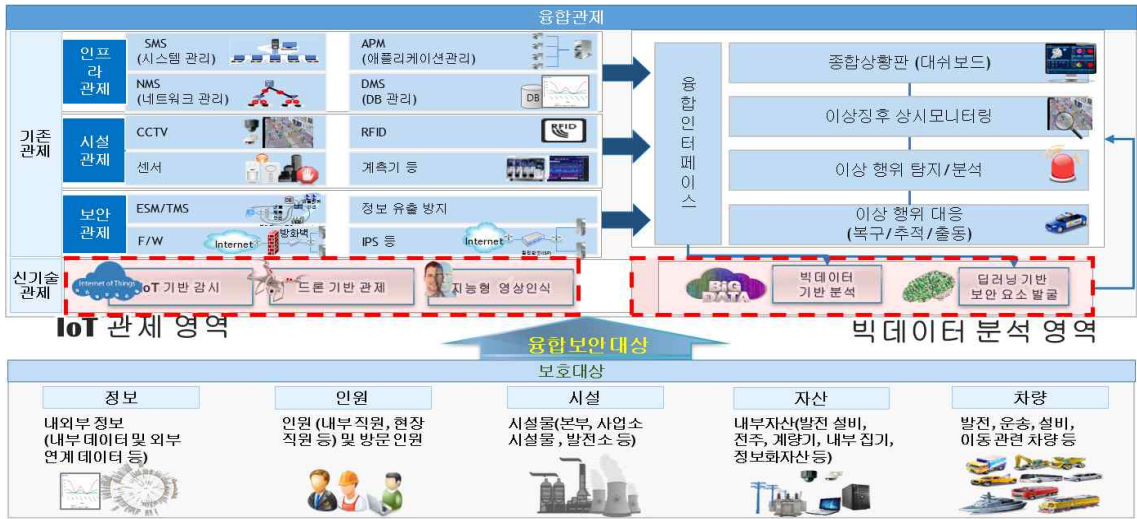 융합관제
기존
관제
인프
라
관제
SMS
(시스템 관리)
APM
(애플리케이션관리)
NMS
(네트워크 관리)
DMS
(DB 관리)
DB
시설
관제
CCTV
RFID
RFID
센서
계측기 등
보안
관제
ESM/TMS
정보 유출 방지
F/W
Internet
방화벽
IPS 등
Internet
융합인터페이스
종합상황판 (대쉬보드)
이상징후 상시모니터링
이상 행위 탐지/분석
이상 행위 대응
(복구/추적/출동)
신기술
관제
Internet of Things
IoT 기반 감시
드론 기반 관제
지능형 영상인식
BIG
DATA
빅데이터
기반 분석
딥러닝 기반
보안 요소 발굴
IoT 관제 영역
빅데이터 분석 영역
융합보안 대상
보호대상
정보
내외부 정보
(내부 데이터 및 외부
연계 데이터 등)
인원
인원 (내부 직원, 현장
직원 등) 및 방문 인원
시설
시설물(본부, 사업소
시설물 , 발전소 등)
자산
내부자산(발전 설비,
전주, 계량기, 내부 집기,
정보화자산 등)
차량
발전, 운송, 설비,
이동 관련 차량 등